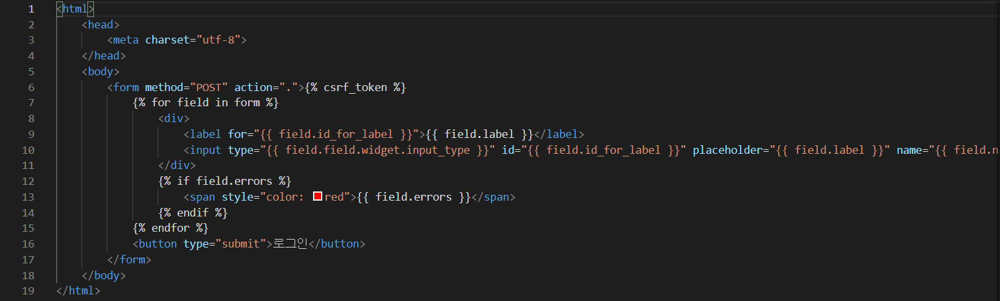 1 <html>
2 <head>
3 <meta charset="utf-8">
4 </head>
5 <body>
6 <form method="POST" action=".">{% csrf_token %}
7 {% for field in form %}
8 <div>
9 <label for="{{ field.id_for_label }}">{{ field.label }}</label>
10 <input type="{{ field.field.widget.input_type }}" id="{{ field.id_for_label }}" placeholder="{{ field.label }}" name="{{ field.n
11 </div>
12 {% if field.errors %}
13 <span style="color: red">{{ field.errors }}</span>
14 {% endif %}
15 {% endfor %}
16 <button type="submit">로그인</button>
17 </form>
18 </body>
19 </html>